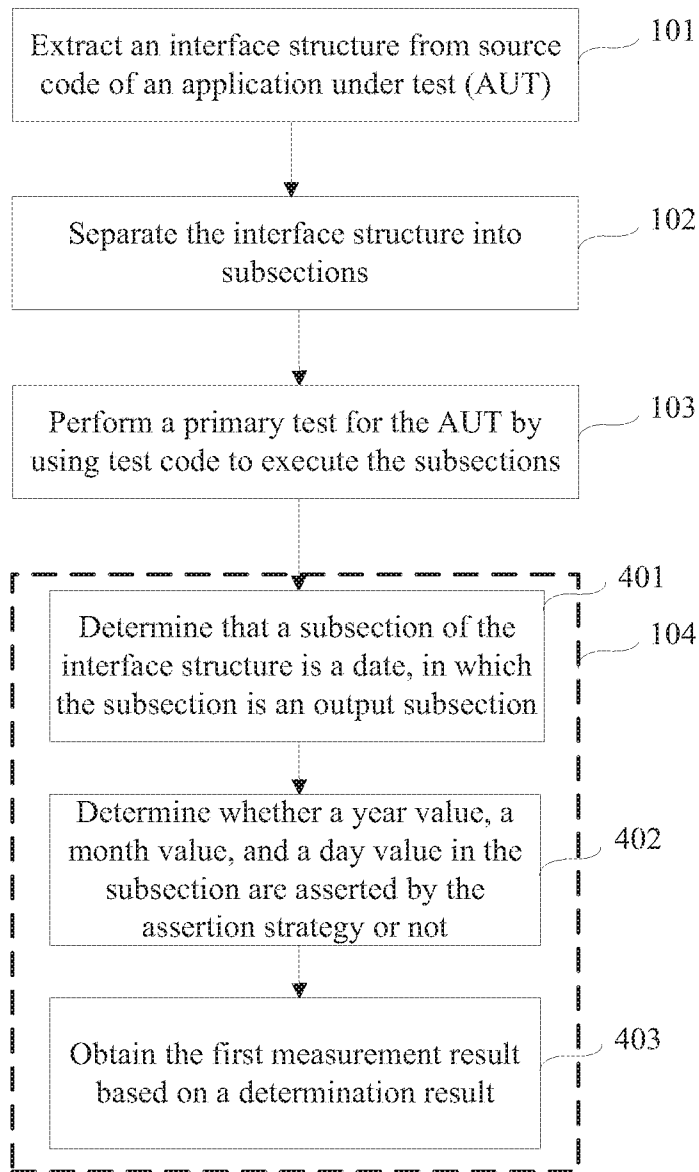 Extract an interface structure from source
code of an application under test (AUT)
101
Separate the interface structure into
subsections
102
Perform a primary test for the AUT by
using test code to execute the subsections
103
401
Determine that a subsection of the
interface structure is a date, in which
the subsection is an output subsection
104
Determine whether a year value, a
month value, and a day value in the
subsection are asserted by the
assertion strategy or not
402
Obtain the first measurement result
based on a determination result
403